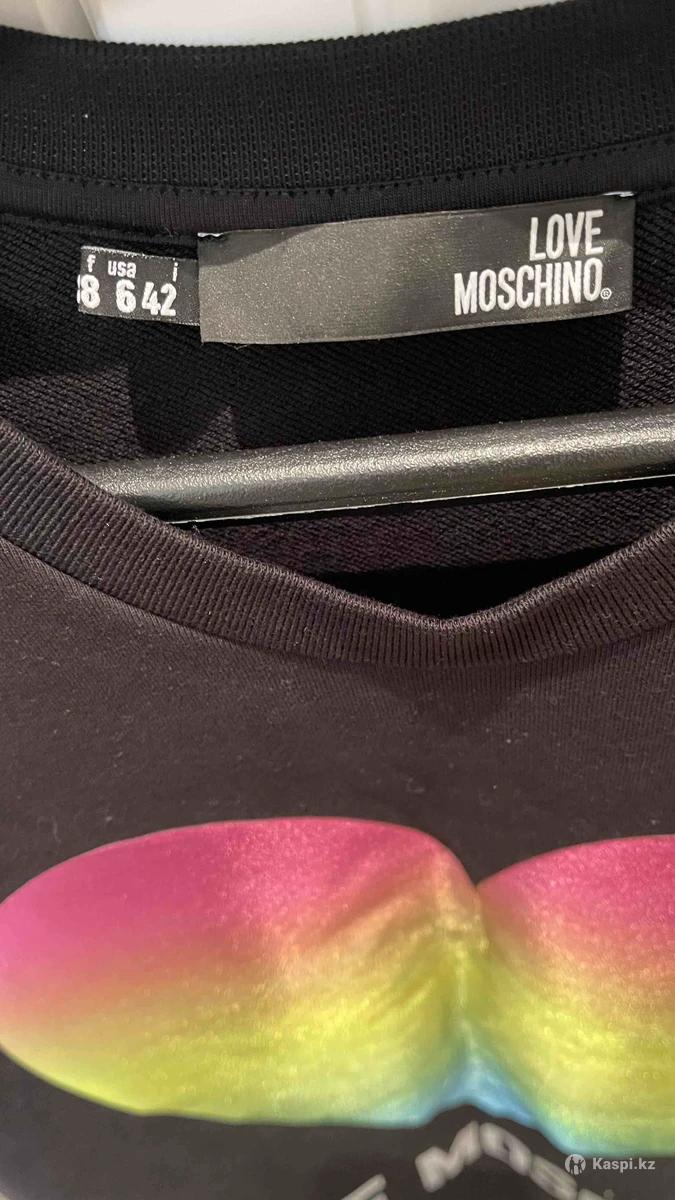 LOVE
MOSCHINO®
f usa i
8 6 42
Kaspi.kz